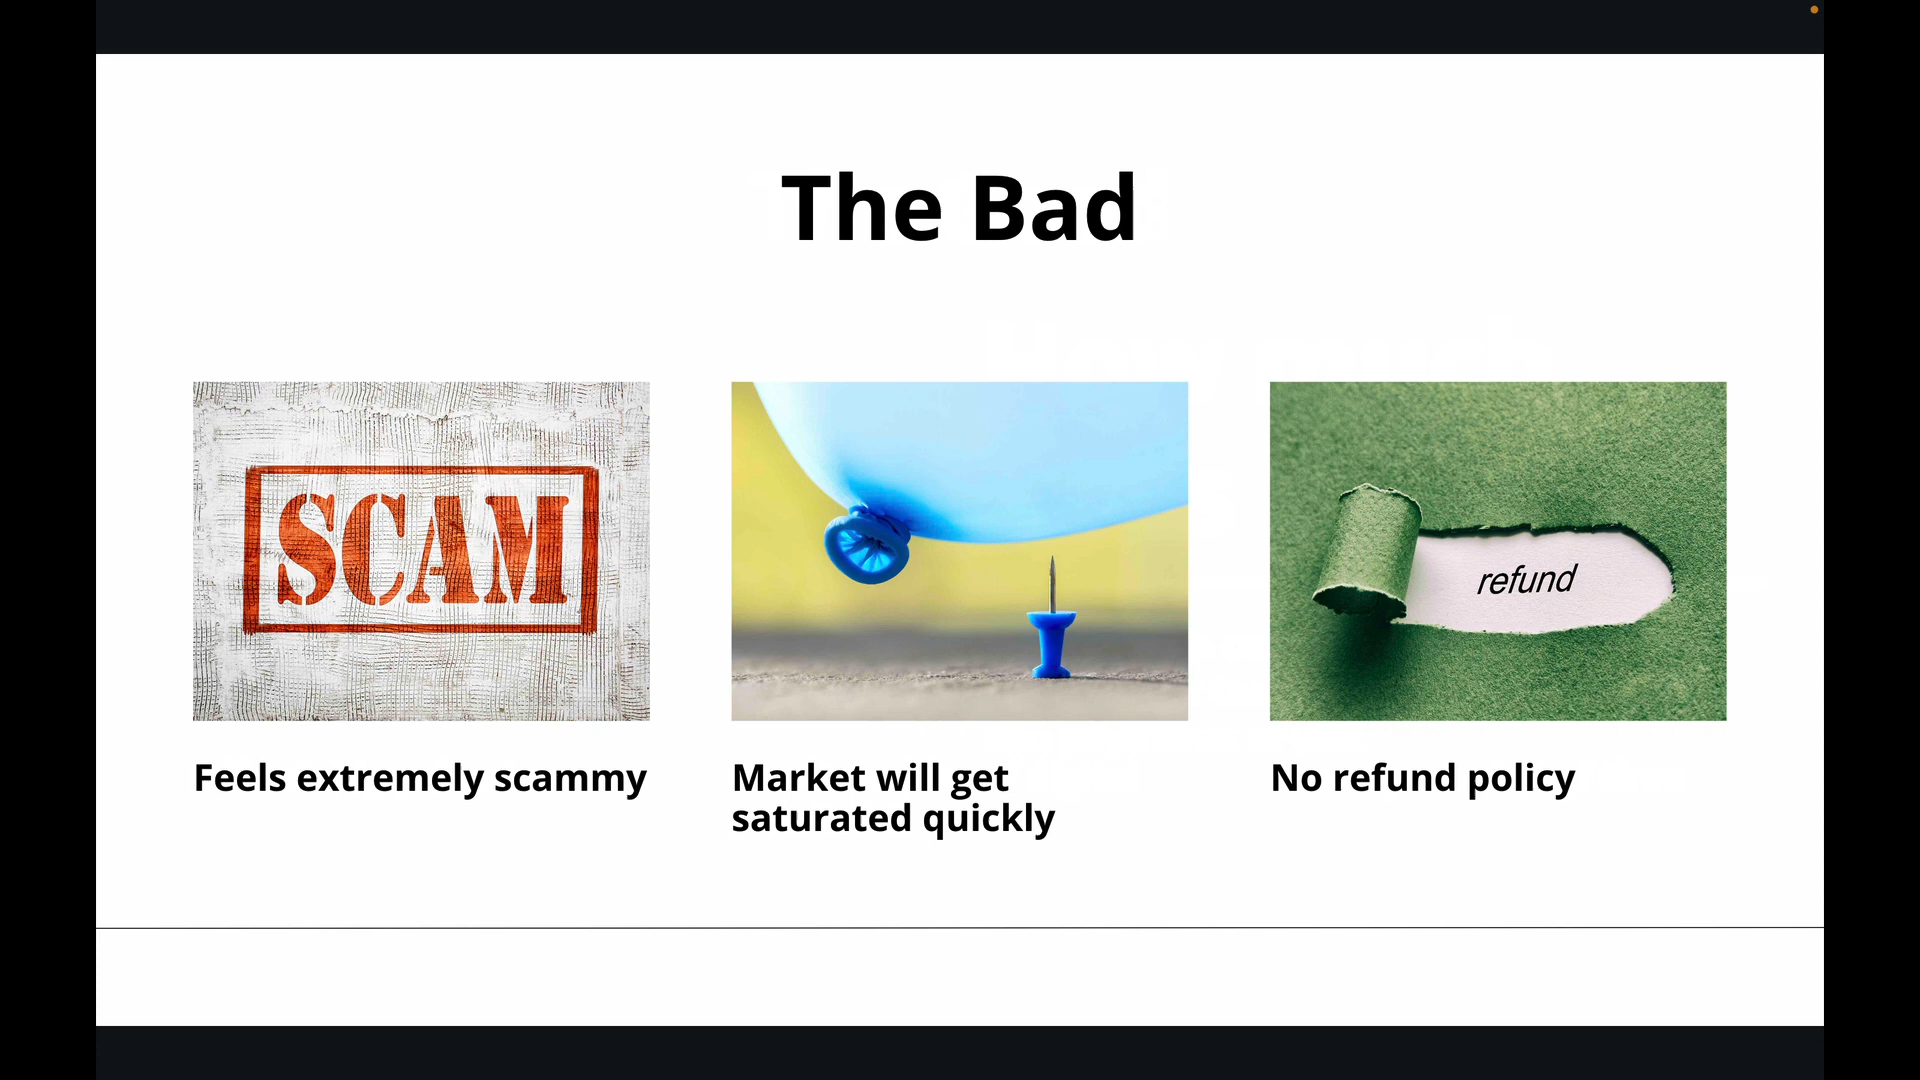 The Bad
SCAM
refund
Feels extremely scammy
Market will get
saturated quickly
No refund policy